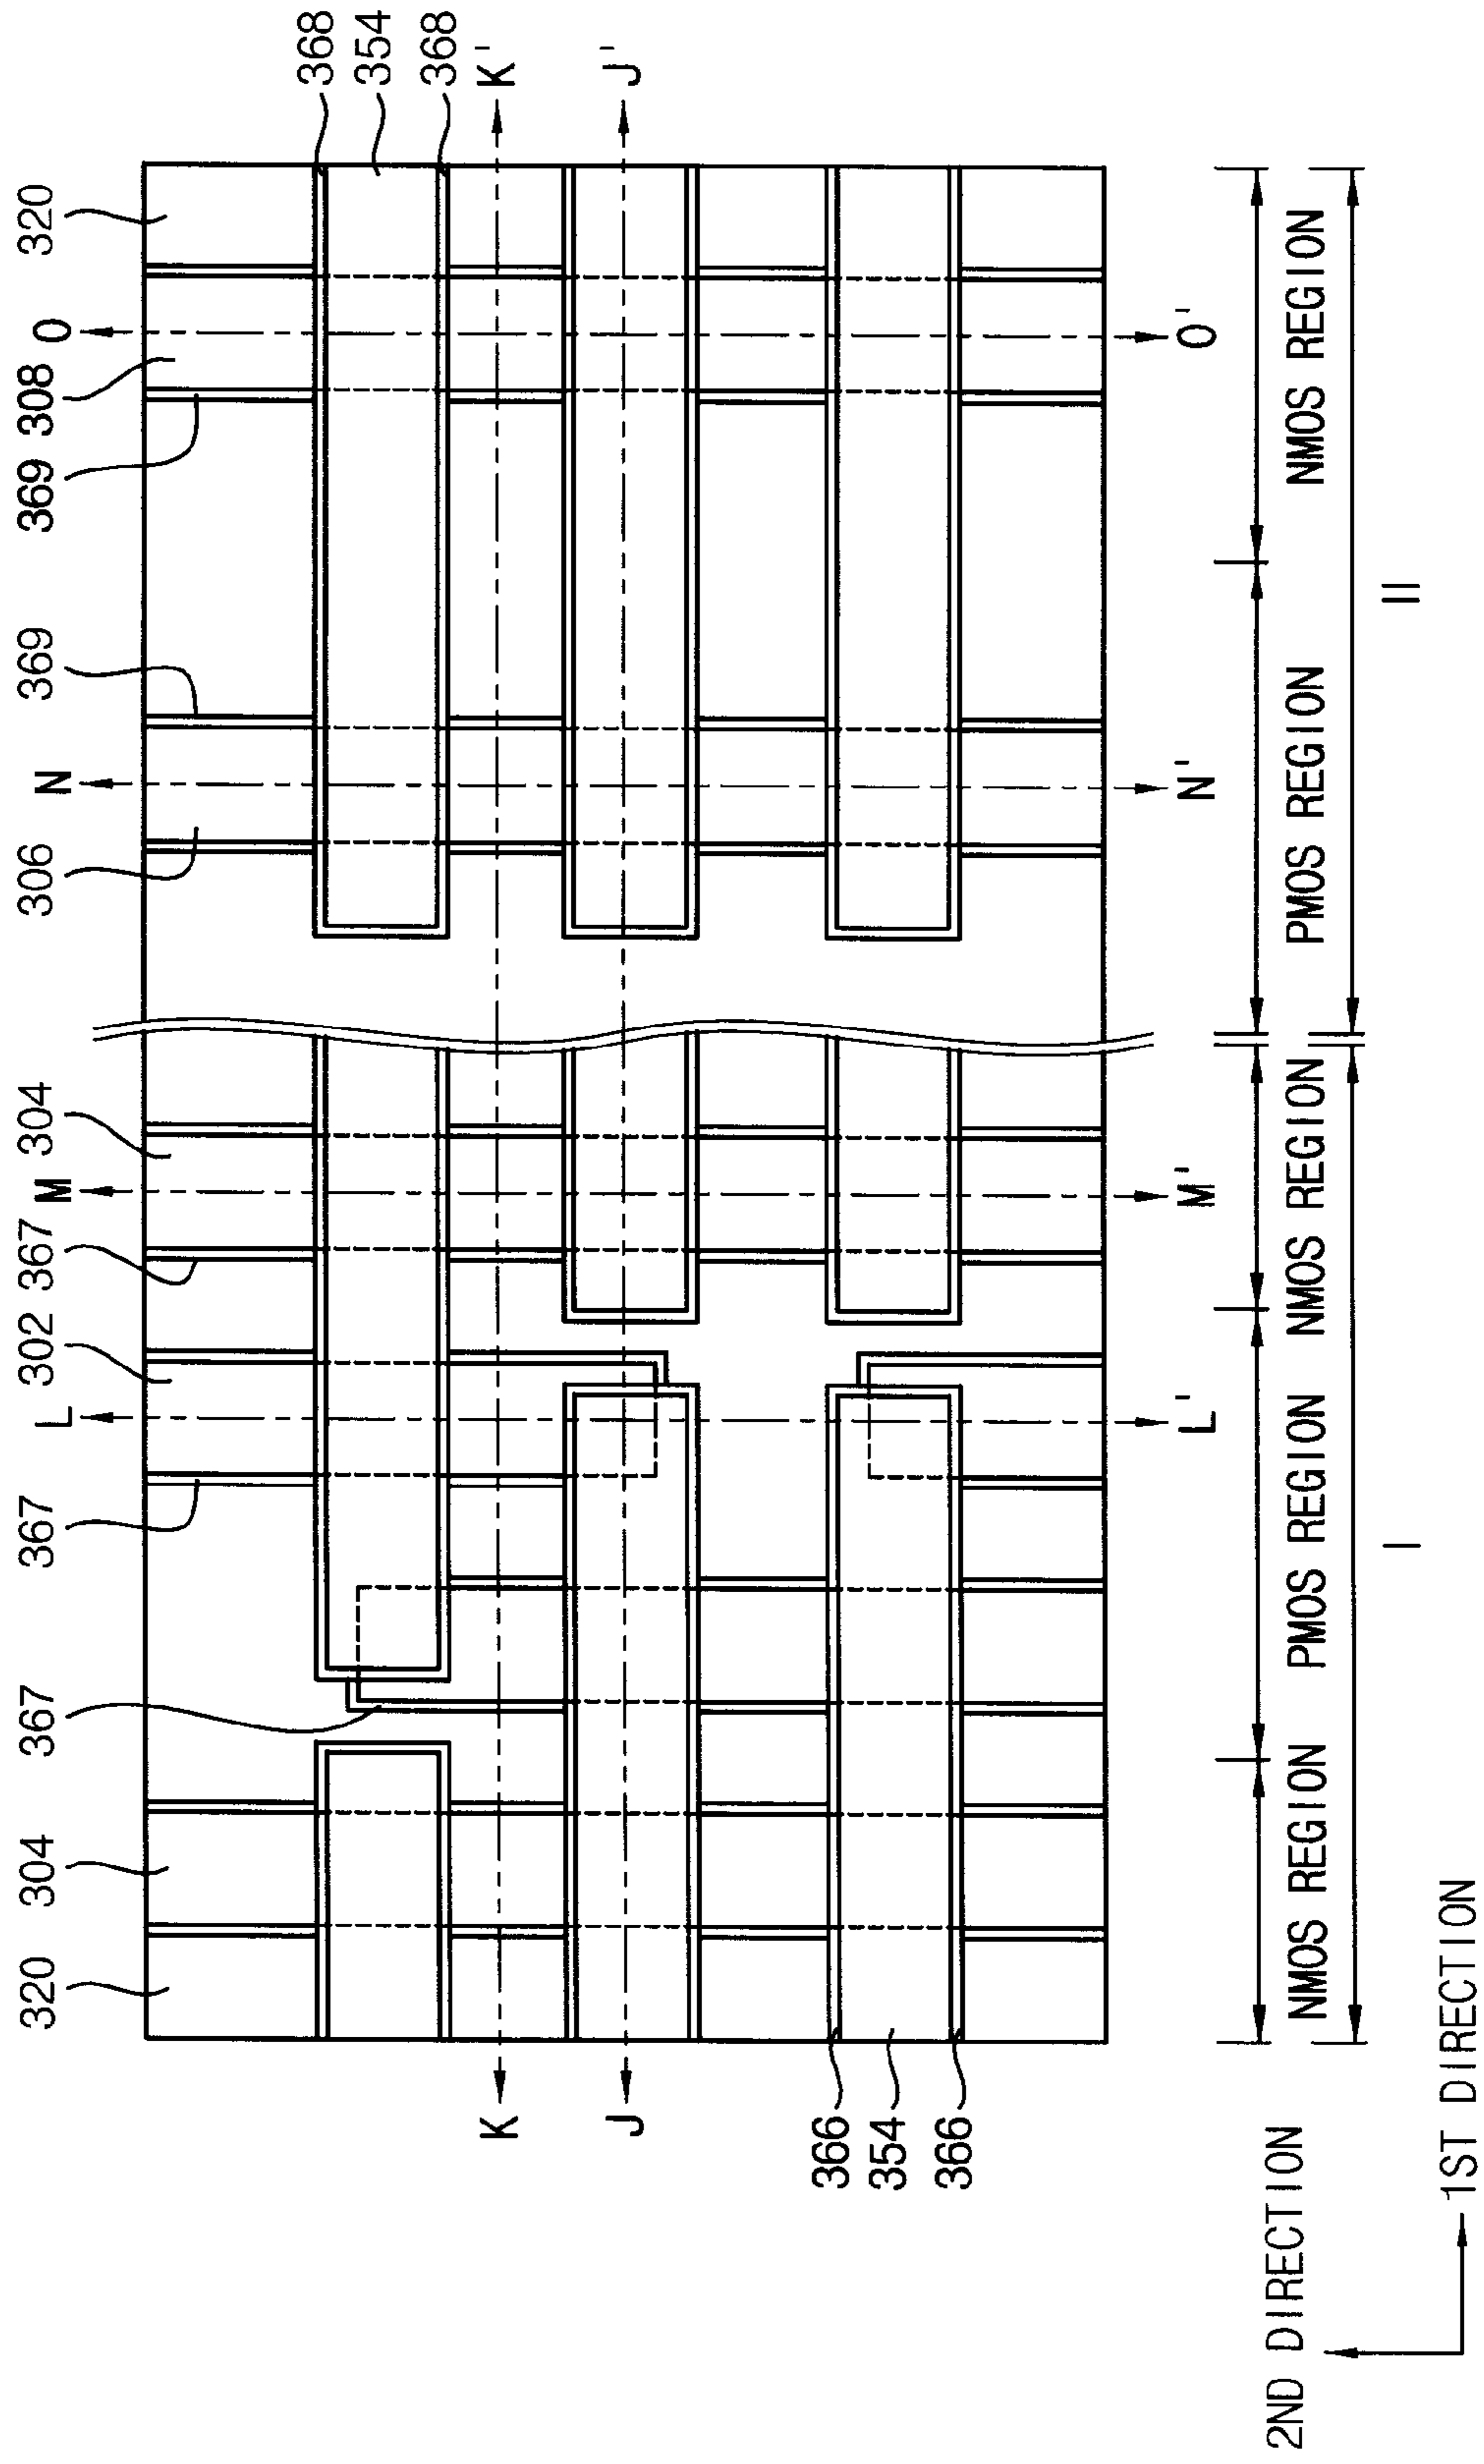 320
304
367
367
L
302
367
M
304
306
N
369
369
308
O
320
368
354
368
K
K'
J
J'
366
354
366
L'
M'
N'
O'
NMOS REGION
PMOS REGION
NMOS REGION
PMOS REGION
NMOS REGION
I
II
2ND DIRECTION
1ST DIRECTION